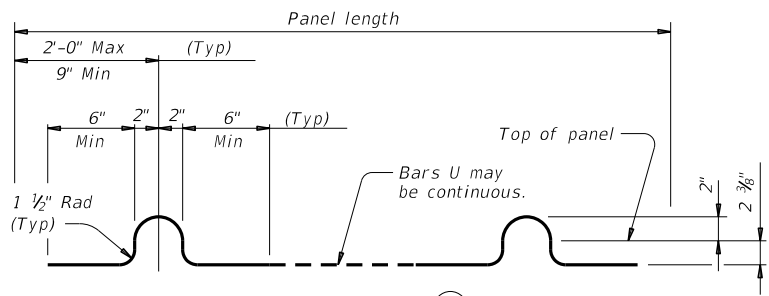 Panel length
2'-0" Max (Typ)
9" Min
6" 2" 2" 6" (Typ)
Min Min
Top of panel
1 ½" Rad
(Typ)
Bars U may
be continuous.
2"
2 ⅜"